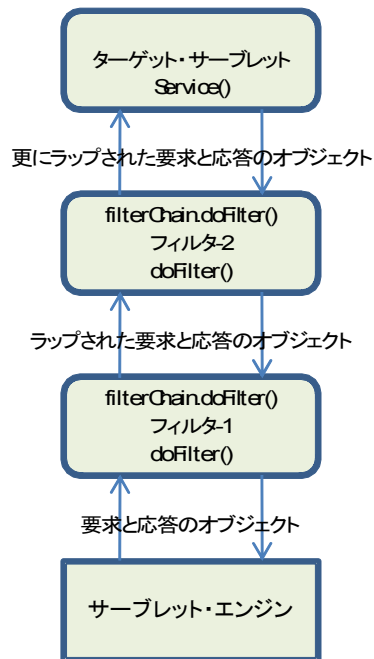 ターゲット・サーブレット
Service()
更にラップされた要求と応答のオブジェクト
filterChain.doFilter()
フィルタ-2
doFilter()
ラップされた要求と応答のオブジェクト
filterChain.doFilter()
フィルタ-1
doFilter()
要求と応答のオブジェクト
サーブレット・エンジン